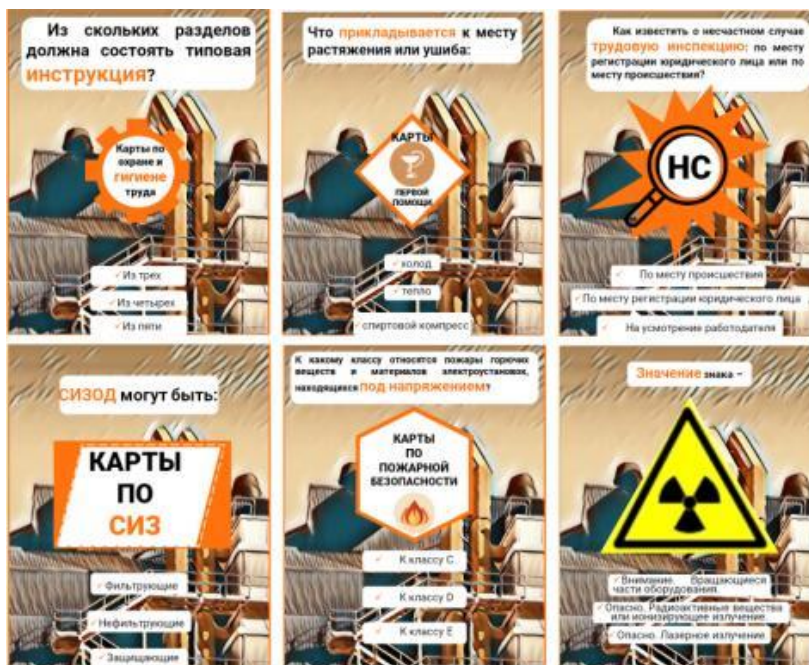 Из скольких разделов
должна состоять типовая
инструкция?
Карты по
охране и
гигиене
труда
Из трех
Из четырех
Из пяти
Что прикладывается к месту
растяжения или ушиба:
КАРТЫ
ПЕРВОЙ
ПОМОЩИ
холод
тепло
спиртовой компресс
Как известить о несчастном случае
трудовую инспекцию: по месту
регистрации юридического лица или по
месту происшествия?
НС
По месту происшествия
По месту регистрации юридического лица
На усмотрение работодателя
СИЗОД могут быть:
КАРТЫ
ПО
СИЗ
Фильтрующие
Нефильтрующие
Защищающие
К какому классу относятся пожары горючих
веществ и материалов электроустановок,
находящихся под напряжением?
КАРТЫ
ПО
ПОЖАРНОЙ
БЕЗОПАСНОСТИ
К классу C
К классу D
К классу E
Значение знака –
Внимание. Вращающиеся
части оборудования.
Опасно. Радиоактивные вещества
или ионизирующее излучение
Опасно. Лазерное излучение